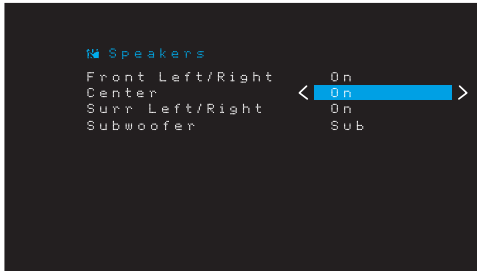 Speakers
Front Left/Right On
Center < On >
Surr Left/Right On
Subwoofer Sub